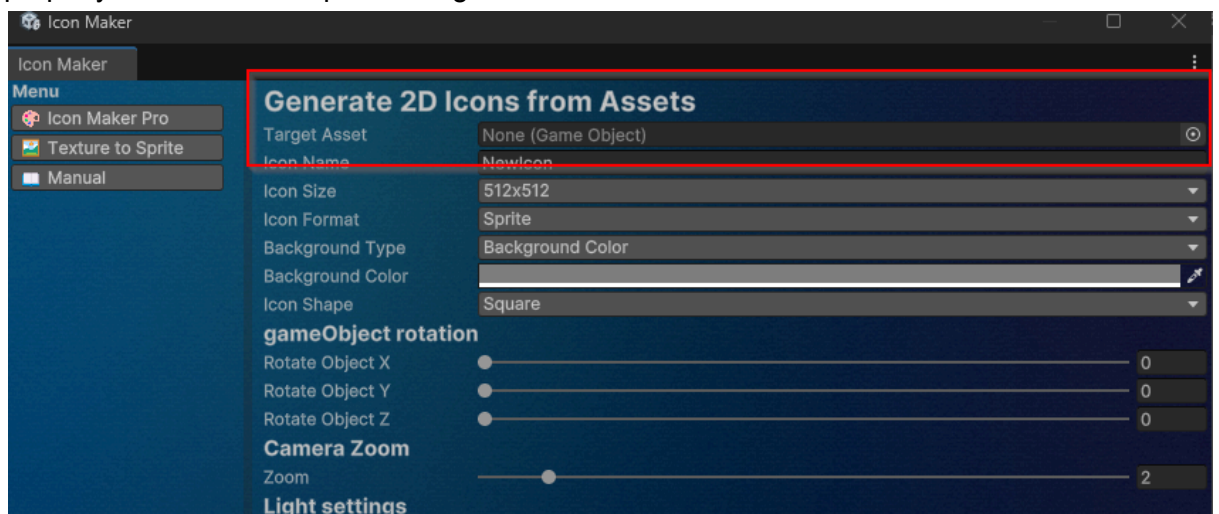 Icon Maker
Icon Maker
Menu
Icon Maker Pro
Texture to Sprite
Manual
Generate 2D Icons from Assets
Target Asset None (Game Object)
Icon Name NewIcon
Icon Size 512x512
Icon Format Sprite
Background Type Background Color
Background Color
Icon Shape Square
gameObject rotation
Rotate Object X 0
Rotate Object Y 0
Rotate Object Z 0
Camera Zoom
Zoom 2
Light settings